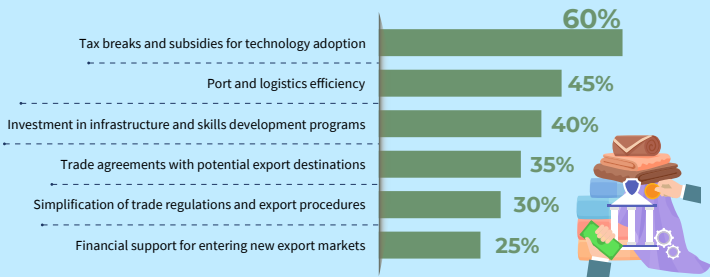 Tax breaks and subsidies for technology adoption
60%
Port and logistics efficiency
45%
Investment in infrastructure and skills development programs
40%
Trade agreements with potential export destinations
35%
Simplification of trade regulations and export procedures
30%
Financial support for entering new export markets
25%